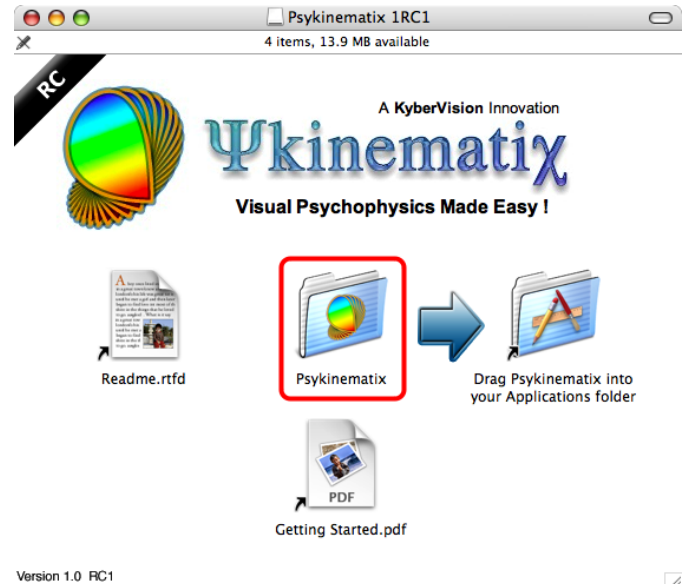 Psykinematix 1RC1
4 items, 13.9 MB available
RC
A KyberVision Innovation
Ψkinematiχ
Visual Psychophysics Made Easy !
Readme.rtfd
Psykinematix
Drag Psykinematix into
your Applications folder
PDF
Getting Started.pdf
Version 1.0 RC1